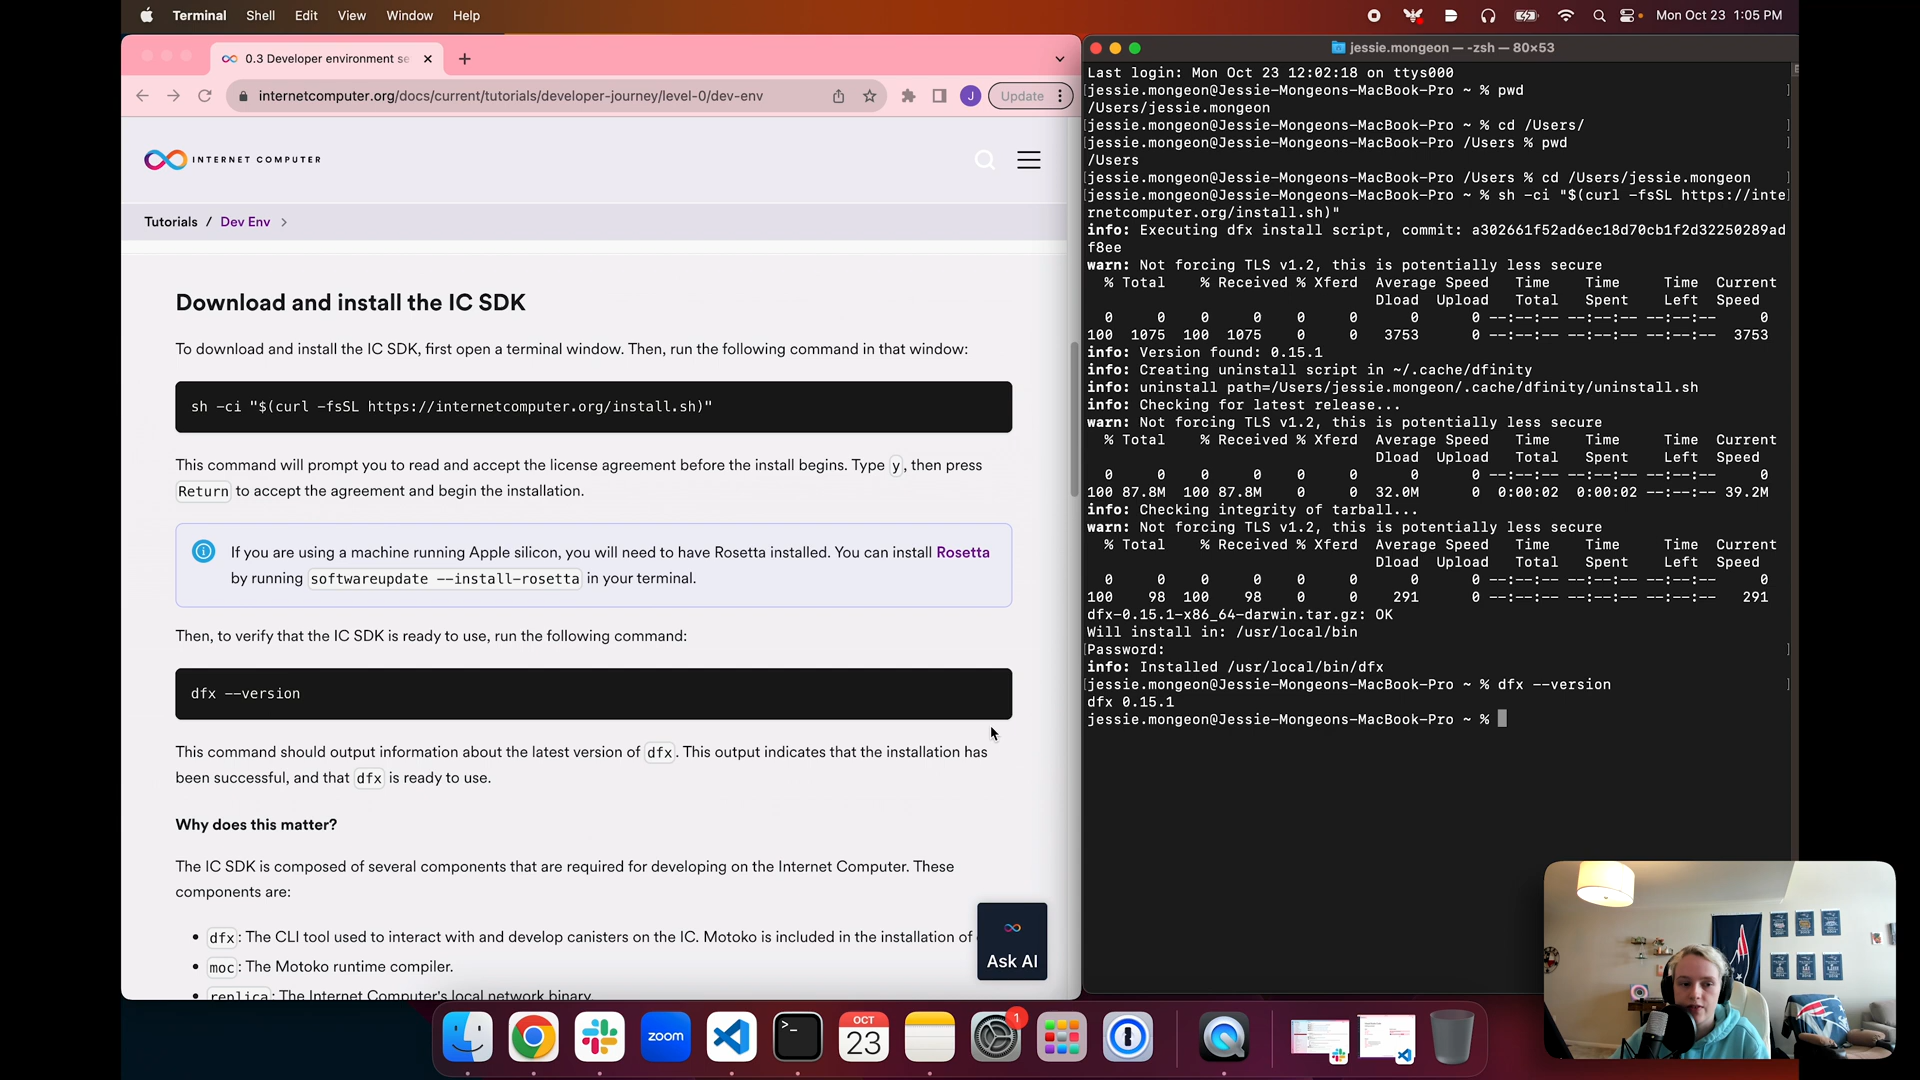 Terminal Shell Edit View Window Help
Mon Oct 23 1:05 PM
0.3 Developer environment se
internetcomputer.org/docs/current/tutorials/developer-journey/level-0/dev-env
J
Update
INTERNET COMPUTER
Tutorials / Dev Env
Download and install the IC SDK
To download and install the IC SDK, first open a terminal window. Then, run the following command in that window:
sh -ci "$(curl -fsSL https://internetcomputer.org/install.sh)"
This command will prompt you to read and accept the license agreement before the install begins. Type y, then press
Return to accept the agreement and begin the installation.
If you are using a machine running Apple silicon, you will need to have Rosetta installed. You can install Rosetta
by running softwareupdate --install-rosetta in your terminal.
Then, to verify that the IC SDK is ready to use, run the following command:
dfx --version
This command should output information about the latest version of dfx. This output indicates that the installation has
been successful, and that dfx is ready to use.
Why does this matter?
The IC SDK is composed of several components that are required for developing on the Internet Computer. These
components are:
• dfx: The CLI tool used to interact with and develop canisters on the IC. Motoko is included in the installation of
• moc: The Motoko runtime compiler.
• replica: The Internet Computer's local network binary.
Ask AI
jessie.mongeon — -zsh — 80×53
Last login: Mon Oct 23 12:02:18 on ttys000
[jessie.mongeon@Jessie-Mongeons-MacBook-Pro ~ % pwd ]
/Users/jessie.mongeon
[jessie.mongeon@Jessie-Mongeons-MacBook-Pro ~ % cd /Users/ ]
[jessie.mongeon@Jessie-Mongeons-MacBook-Pro /Users % pwd ]
/Users
[jessie.mongeon@Jessie-Mongeons-MacBook-Pro /Users % cd /Users/jessie.mongeon ]
[jessie.mongeon@Jessie-Mongeons-MacBook-Pro ~ % sh -ci "$(curl -fsSL https://inte]
rnetcomputer.org/install.sh)"
info: Executing dfx install script, commit: a302661f52ad6ec18d70cb1f2d32250289ad
f8ee
warn: Not forcing TLS v1.2, this is potentially less secure
% Total % Received % Xferd Average Speed Time Time Time Current
Dload Upload Total Spent Left Speed
0 0 0 0 0 0 0 0 --:--:-- --:--:-- --:--:-- 0
100 1075 100 1075 0 0 3753 0 --:--:-- --:--:-- --:--:-- 3753
info: Version found: 0.15.1
info: Creating uninstall script in ~/.cache/dfinity
info: uninstall path=/Users/jessie.mongeon/.cache/dfinity/uninstall.sh
info: Checking for latest release...
warn: Not forcing TLS v1.2, this is potentially less secure
% Total % Received % Xferd Average Speed Time Time Time Current
Dload Upload Total Spent Left Speed
0 0 0 0 0 0 0 0 --:--:-- --:--:-- --:--:-- 0
100 87.8M 100 87.8M 0 0 32.0M 0 0:00:02 0:00:02 --:--:-- 39.2M
info: Checking integrity of tarball...
warn: Not forcing TLS v1.2, this is potentially less secure
% Total % Received % Xferd Average Speed Time Time Time Current
Dload Upload Total Spent Left Speed
0 0 0 0 0 0 0 0 --:--:-- --:--:-- --:--:-- 0
100 98 100 98 0 0 291 0 --:--:-- --:--:-- --:--:-- 291
dfx-0.15.1-x86_64-darwin.tar.gz: OK
Will install in: /usr/local/bin
[Password: ]
info: Installed /usr/local/bin/dfx
[jessie.mongeon@Jessie-Mongeons-MacBook-Pro ~ % dfx --version ]
dfx 0.15.1
jessie.mongeon@Jessie-Mongeons-MacBook-Pro ~ %
zoom
OCT
23
1